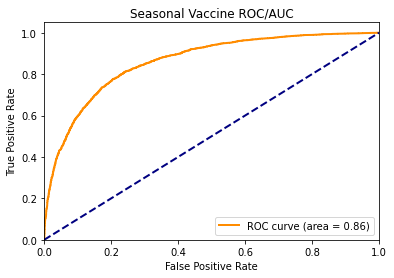 Seasonal Vaccine ROC/AUC
True Positive Rate
1.0
0.8
0.6
0.4
0.2
0.0
ROC curve (area = 0.86)
0.0 0.2 0.4 0.6 0.8 1.0
False Positive Rate